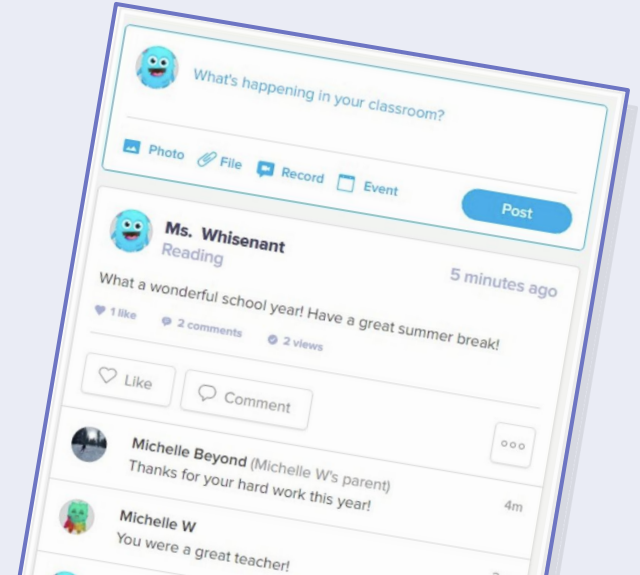 What's happening in your classroom?
Photo File Record Event Post
Ms. Whisenant
Reading
5 minutes ago
What a wonderful school year! Have a great summer break!
1 like 2 comments 2 views
Like Comment
Michelle Beyond (Michelle W's parent)
Thanks for your hard work this year!
4m
Michelle W
You were a great teacher!